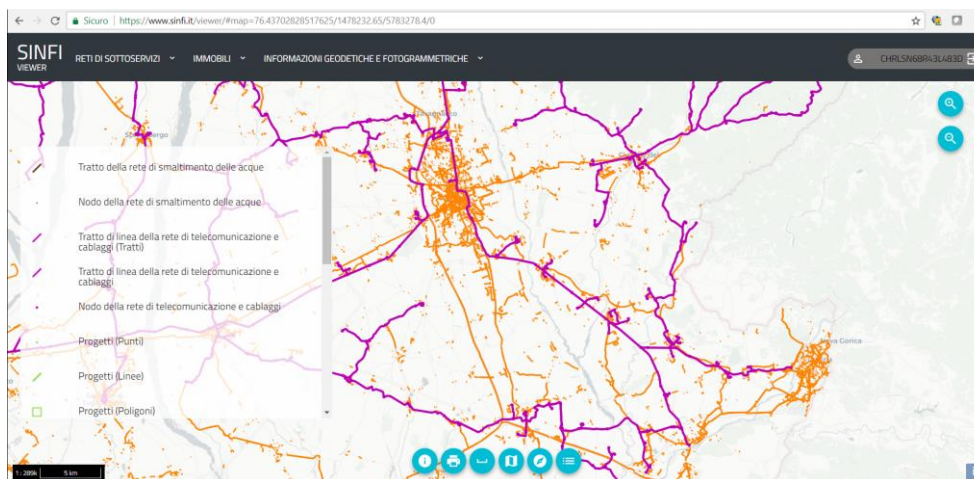 Sicuro | https://www.sinfi.it/viewer/#map=76.43702828517625/1478232.65/5783278.4/0
SINFI
VIEWER
RETI DI SOTTOSERVIZI
IMMOBILI
INFORMAZIONI GEODETICHE E FOTOGRAMMETRICHE
CHRLSN68R43L483D
Tratto della rete di smaltimento delle acque
Nodo della rete di smaltimento delle acque
Tratto di linea della rete di telecomunicazione e
cablaggi (Tratti)
Tratto di linea della rete di telecomunicazione e
cablaggi
Nodo della rete di telecomunicazione e cablaggi
Progetti (Punti)
Progetti (Linee)
Progetti (Poligoni)
Nova Gorica
1 : 289k
5 km